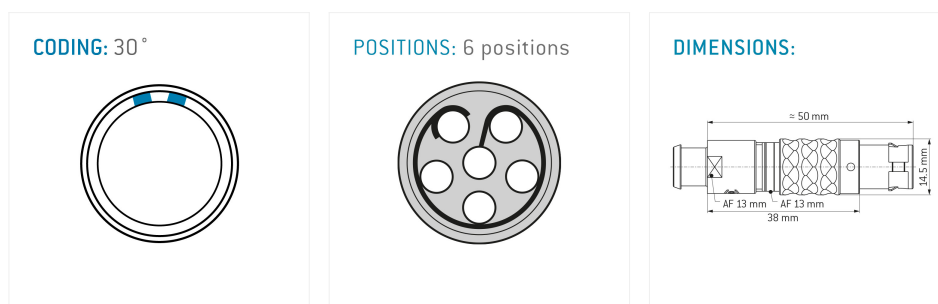 CODING: 30°
POSITIONS: 6 positions
DIMENSIONS:
≈ 50 mm
14.5 mm
AF 13 mm
AF 13 mm
38 mm